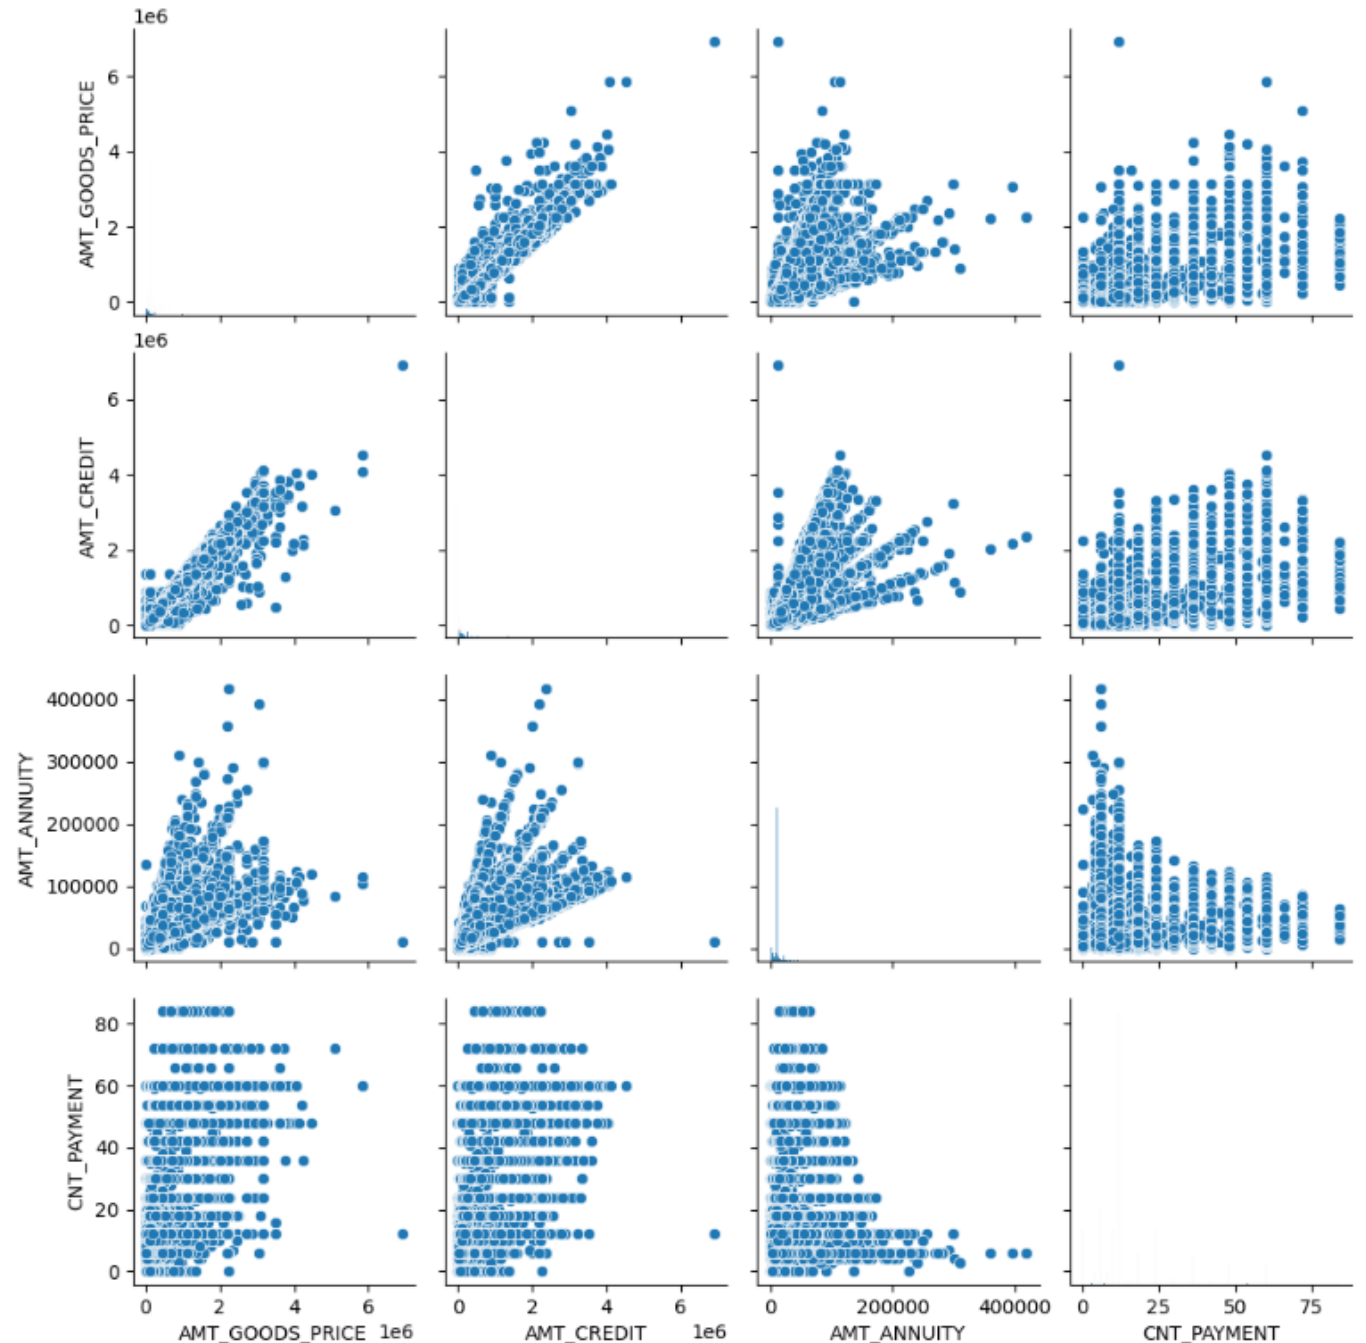 1e6
6
4
2
0
AMT_GOODS_PRICE
1e6
6
4
2
0
AMT_CREDIT
400000
300000
200000
100000
0
AMT_ANNUITY
80
60
40
20
0
CNT_PAYMENT
0 2 4 6 0 2 4 6 0 200000 400000 0 25 50 75
AMT_GOODS_PRICE 1e6 AMT_CREDIT 1e6 AMT_ANNUITY CNT_PAYMENT